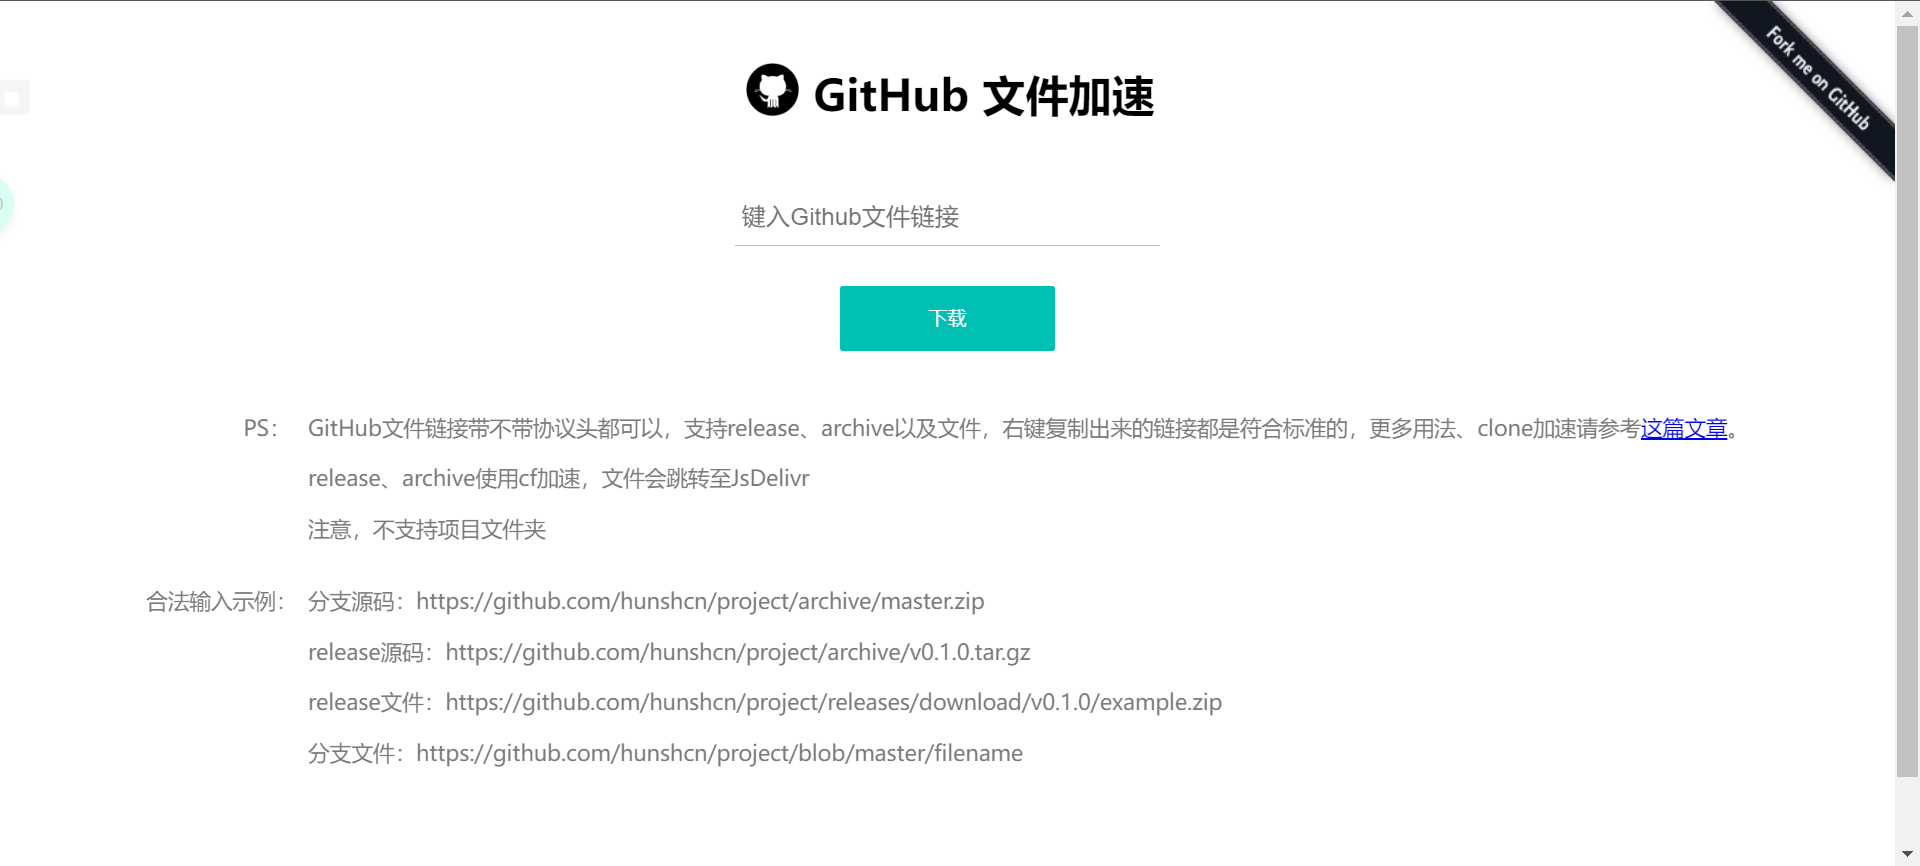 GitHub 文件加速
Fork me on GitHub
键入Github文件链接
下载
PS： GitHub文件链接带不带协议头都可以，支持release、archive以及文件，右键复制出来的链接都是符合标准的，更多用法、clone加速请参考这篇文章。
release、archive使用cf加速，文件会跳转至JsDelivr
注意，不支持项目文件夹
合法输入示例： 分支源码：https://github.com/hunshcn/project/archive/master.zip
release源码：https://github.com/hunshcn/project/archive/v0.1.0.tar.gz
release文件：https://github.com/hunshcn/project/releases/download/v0.1.0/example.zip
分支文件：https://github.com/hunshcn/project/blob/master/filename